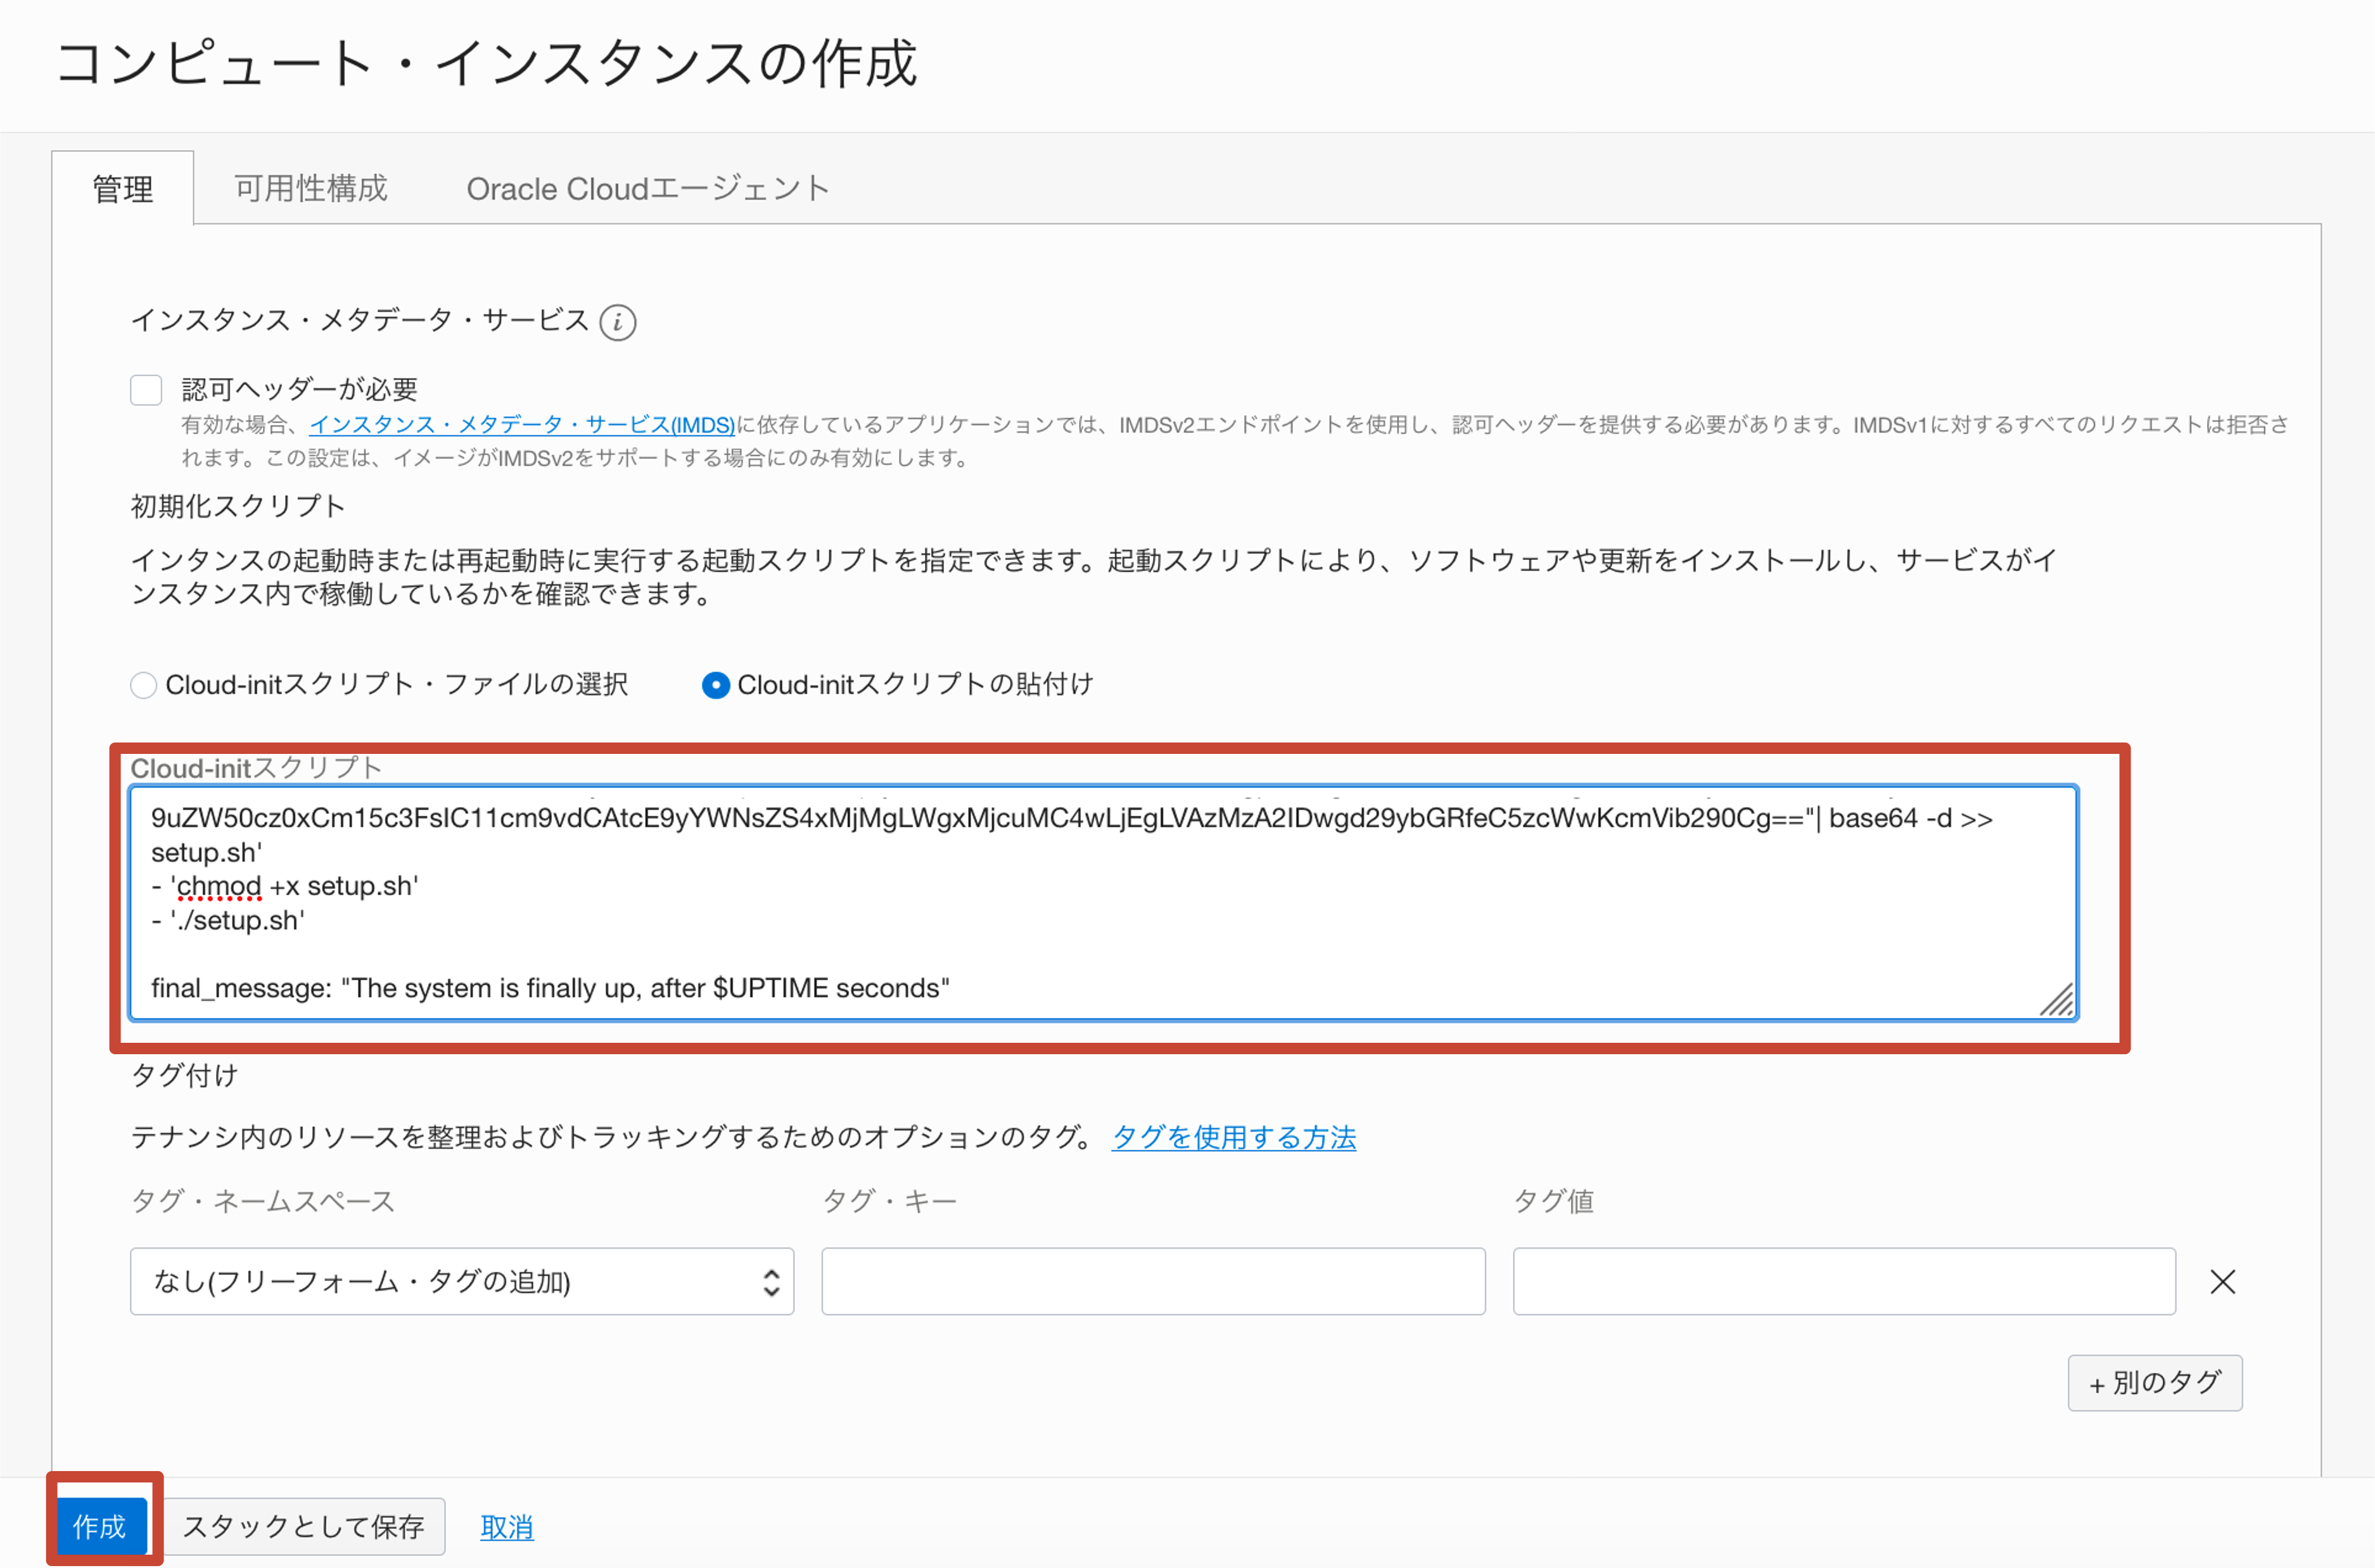 コンピュート・インスタンスの作成
管理
可用性構成
Oracle Cloudエージェント
インスタンス・メタデータ・サービス i
認可ヘッダーが必要
有効な場合、インスタンス・メタデータ・サービス(IMDS)に依存しているアプリケーションでは、IMDSv2エンドポイントを使用し、認可ヘッダーを提供する必要があります。IMDSv1に対するすべてのリクエストは拒否さ
れます。この設定は、イメージがIMDSv2をサポートする場合にのみ有効にします。
初期化スクリプト
インタンスの起動時または再起動時に実行する起動スクリプトを指定できます。起動スクリプトにより、ソフトウェアや更新をインストールし、サービスがイ
ンスタンス内で稼働しているかを確認できます。
Cloud-initスクリプト・ファイルの選択
Cloud-initスクリプトの貼付け
Cloud-initスクリプト
9uZW50cz0xCm15c3FsIC11cm9vdCAtcE9yYWNsZS4xMjMgLWgxMjcuMC4wLjEgLVAzMzA2IDwgd29ybGRfeC5zcWwKcmVib290Cg=="| base64 -d >>
setup.sh'
- 'chmod +x setup.sh'
- './setup.sh'
final_message: "The system is finally up, after $UPTIME seconds"
タグ付け
テナンシ内のリソースを整理およびトラッキングするためのオプションのタグ。 タグを使用する方法
タグ・ネームスペース
タグ・キー
タグ値
なし(フリーフォーム・タグの追加)
+ 別のタグ
作成
スタックとして保存
取消